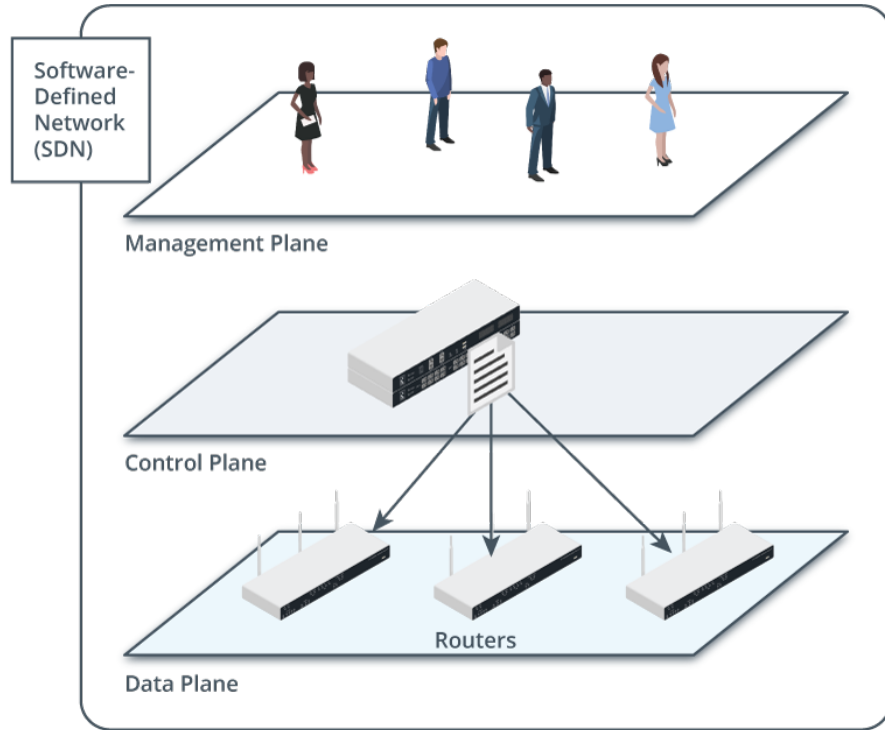 Software-
Defined
Network
(SDN)
Management Plane
Control Plane
Routers
Data Plane